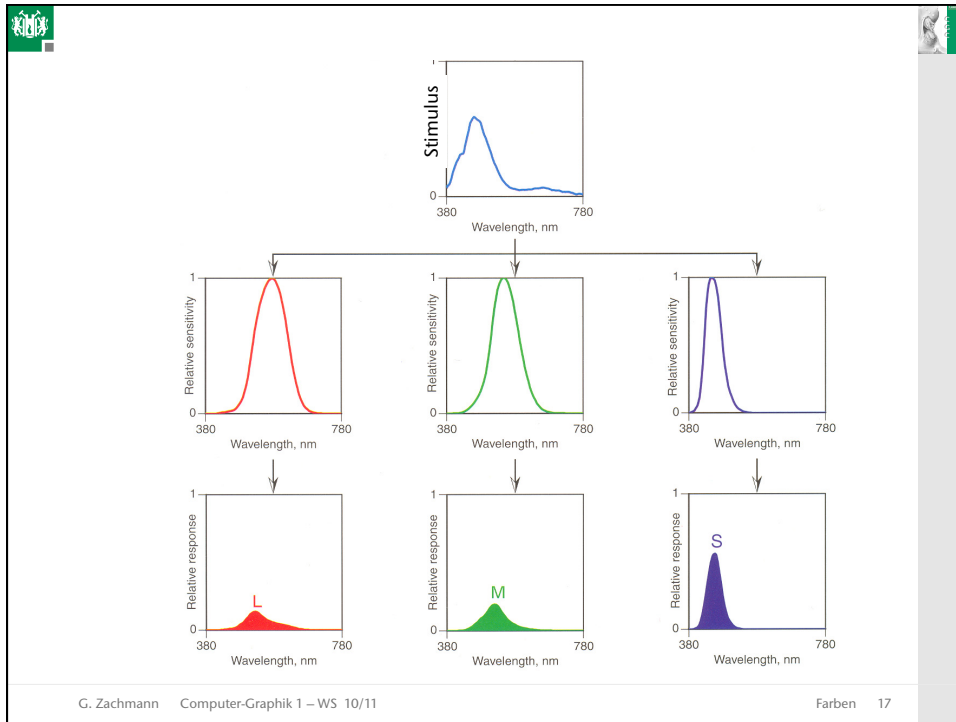 1
Stimulus
0
380 780
Wavelength, nm
1 1 1
Relative sensitivity Relative sensitivity Relative sensitivity
0 0 0
380 780 380 780 380 780
Wavelength, nm Wavelength, nm Wavelength, nm
1 1 1
Relative response Relative response Relative response
L M S
0 0 0
380 780 380 780 380 780
Wavelength, nm Wavelength, nm Wavelength, nm
G. Zachmann Computer-Graphik 1 – WS 10/11 Farben 17